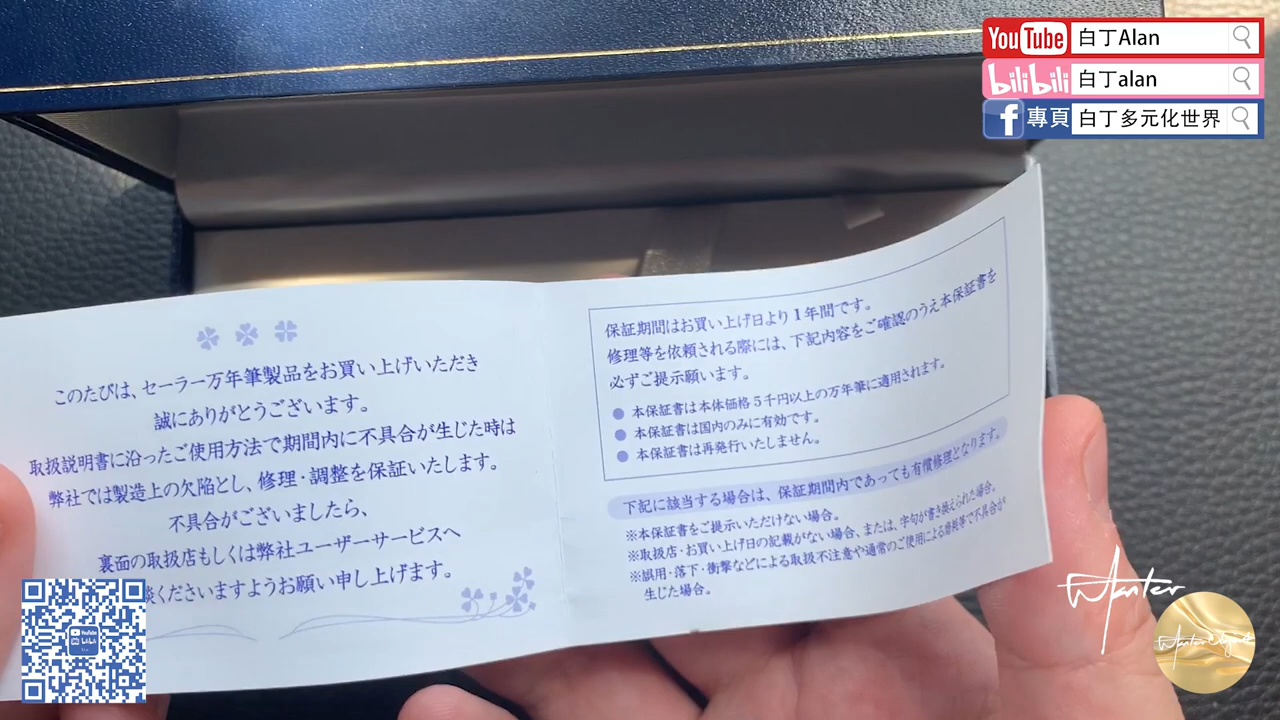 YouTube 白丁Alan
bilibili 白丁alan
f 專頁 白丁多元化世界
このたびは、セーラー万年筆製品をお買い上げいただき
誠にありがとうございます。
取扱説明書に沿ったご使用方法で期間内に不具合が生じた時は
弊社では製造上の欠陥とし、修理・調整を保証いたします。
不具合がございましたら、
裏面の取扱店もしくは弊社ユーザーサービスへ
くださいますようお願い申し上げます。
保証期間はお買い上げ日より1年間です。
修理等を依頼される際には、下記内容をご確認のうえ本保証書を
必ずご提示願います。
●本保証書は本体価格5千円以上の万年筆に適用されます。
●本保証書は国内のみに有効です。
●本保証書は再発行いたしません。
下記に該当する場合は、保証期間内であっても有償修理となります。
※本保証書をご提示いただけない場合。
※取扱店・お買い上げ日の記載がない場合、または、字句が書き換えられた場合。
※誤用・落下・衝撃などによる取扱不注意や通常のご使用による磨耗等で不具合が
生じた場合。